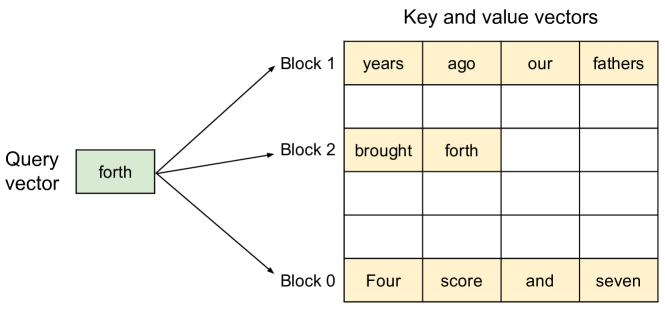 Key and value vectors
Block 1 years ago our fathers
Block 2 brought forth
Query
vector
forth
Block 0 Four score and seven